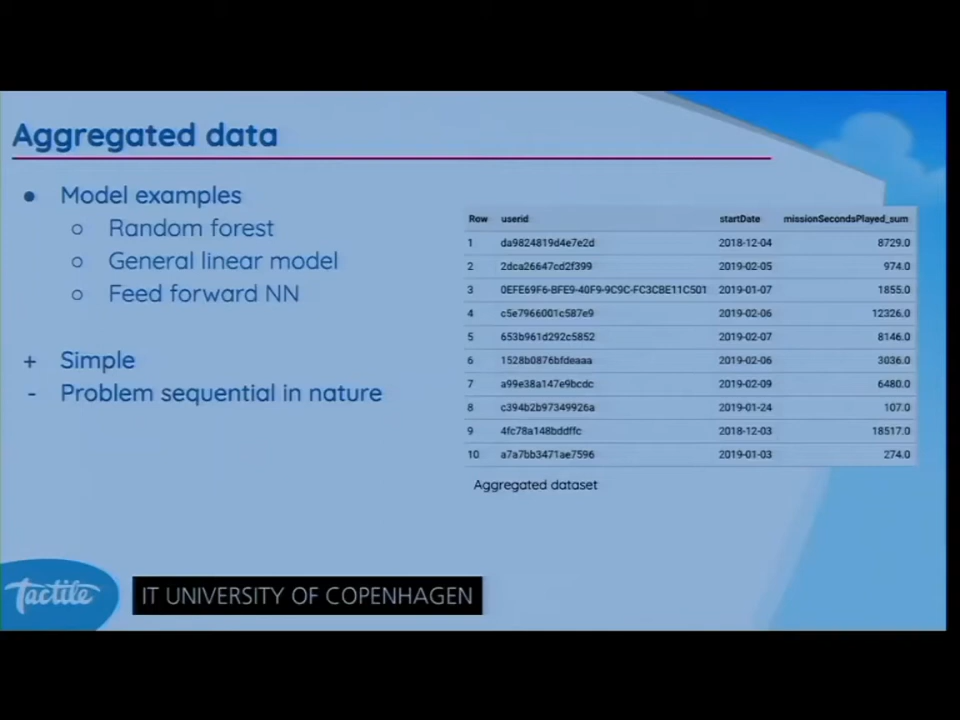 Aggregated data
● Model examples
○ Random forest
○ General linear model
○ Feed forward NN
+ Simple
- Problem sequential in nature
Row userid startDate missionSecondsPlayed_sum
1 da9824819d4e7e2d 2018-12-04 8729.0
2 2dca26647cd2f399 2019-02-05 974.0
3 0EFE69F6-BFE9-40F9-9C9C-FC3CBE11C501 2019-01-07 1855.0
4 c5e7966001c587e9 2019-02-06 12326.0
5 653b961d292c5852 2019-02-07 8146.0
6 1528b0876bfdeaaa 2019-02-06 3036.0
7 a99e38a147e9bcdc 2019-02-09 6480.0
8 c394b2b97349926a 2019-01-24 107.0
9 4fc78a148bddffc 2018-12-03 18517.0
10 a7a7bb3471ae7596 2019-01-03 274.0
Aggregated dataset
Tactile
IT UNIVERSITY OF COPENHAGEN